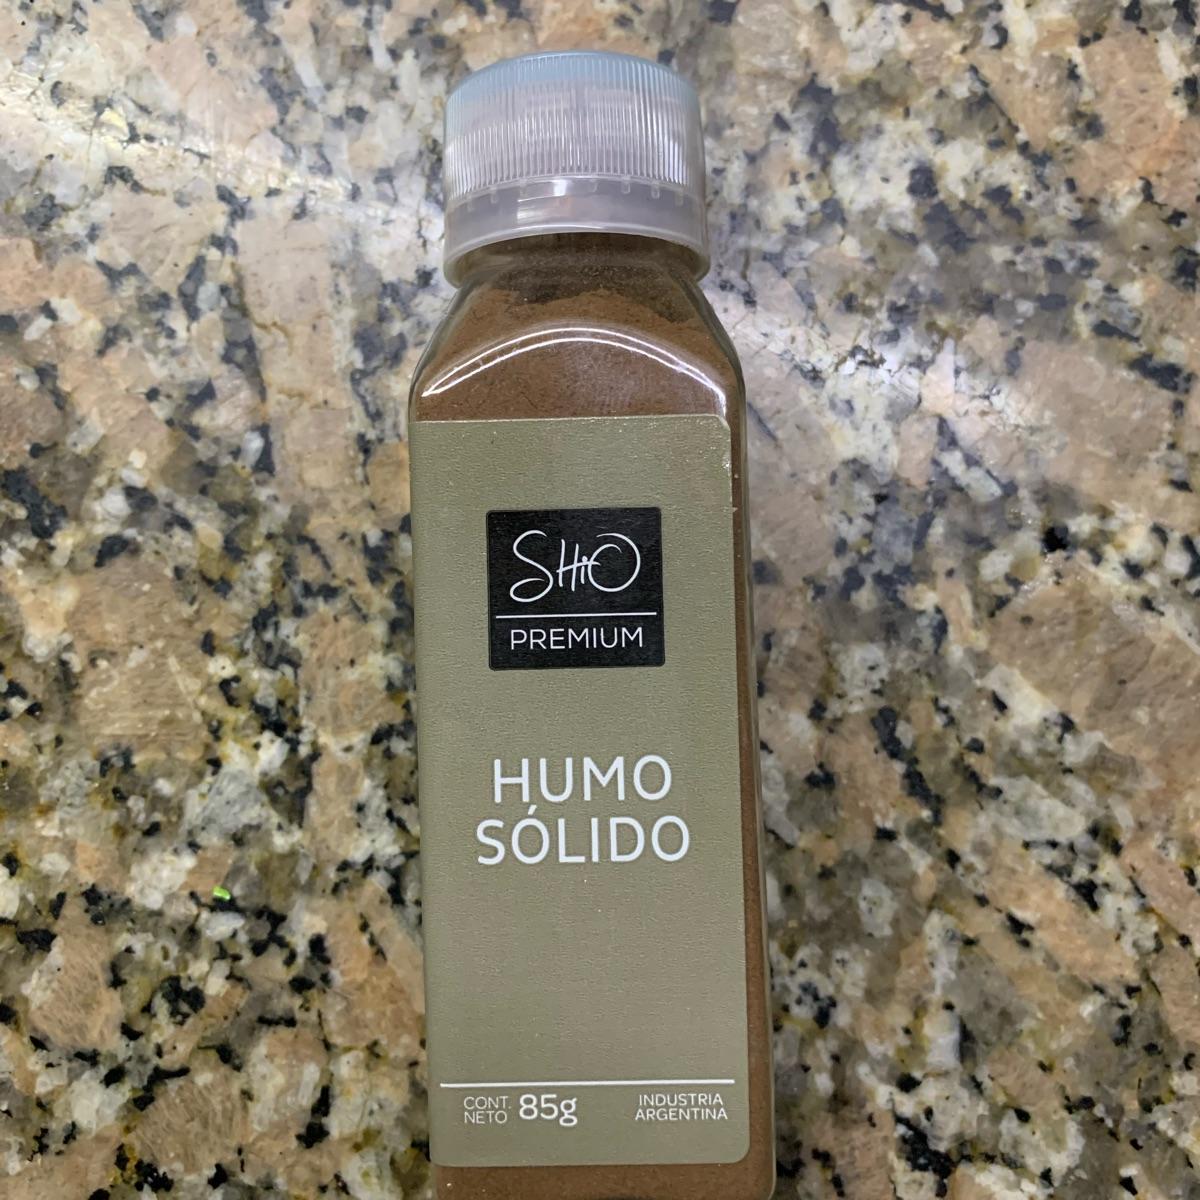 SHiO
PREMIUM
HUMO
SÓLIDO
CONT.
NETO
85g
INDUSTRIA
ARGENTINA